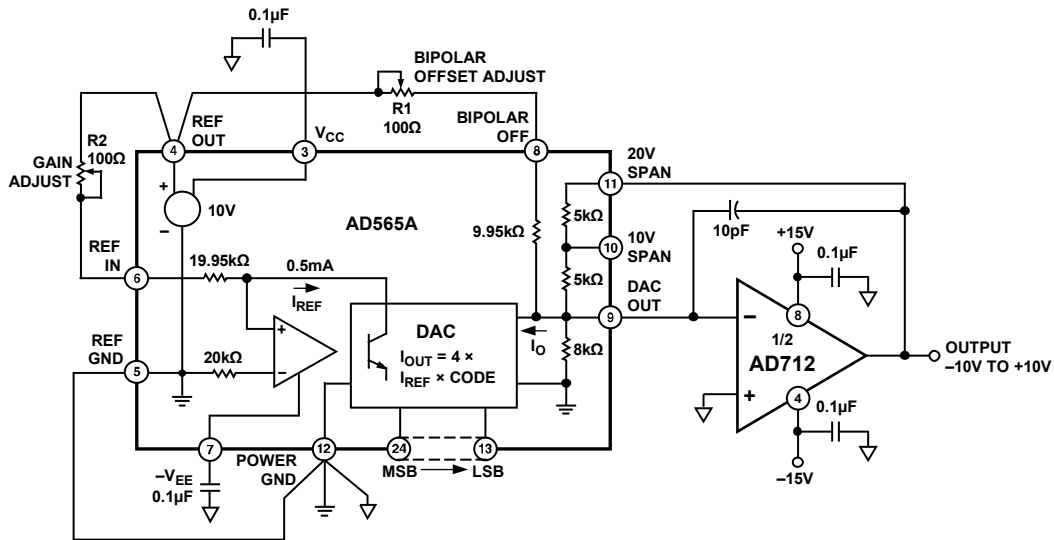 0.1µF
BIPOLAR
OFFSET ADJUST
R1
100Ω
REF
OUT
VCC
BIPOLAR
OFF
R2
100Ω
GAIN
ADJUST
4
3
8
20V
SPAN
11
+
–
10V
AD565A
9.95kΩ
5kΩ
10
10V
SPAN
5kΩ
10pF
+15V
0.1µF
REF
IN
6
19.95kΩ
0.5mA
IREF
DAC
OUT
9
8
–
1/2
AD712
+
4
OUTPUT
–10V TO +10V
DAC
IOUT = 4 ×
IREF × CODE
IO
8kΩ
REF
GND
5
20kΩ
+
–
0.1µF
–15V
7
–VEE
0.1µF
POWER
GND
12
24
13
MSB
LSB